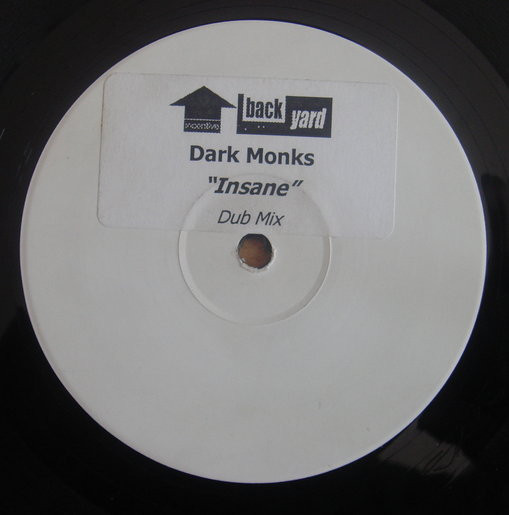 incentive
back
yard
Dark Monks
"Insane"
Dub Mix